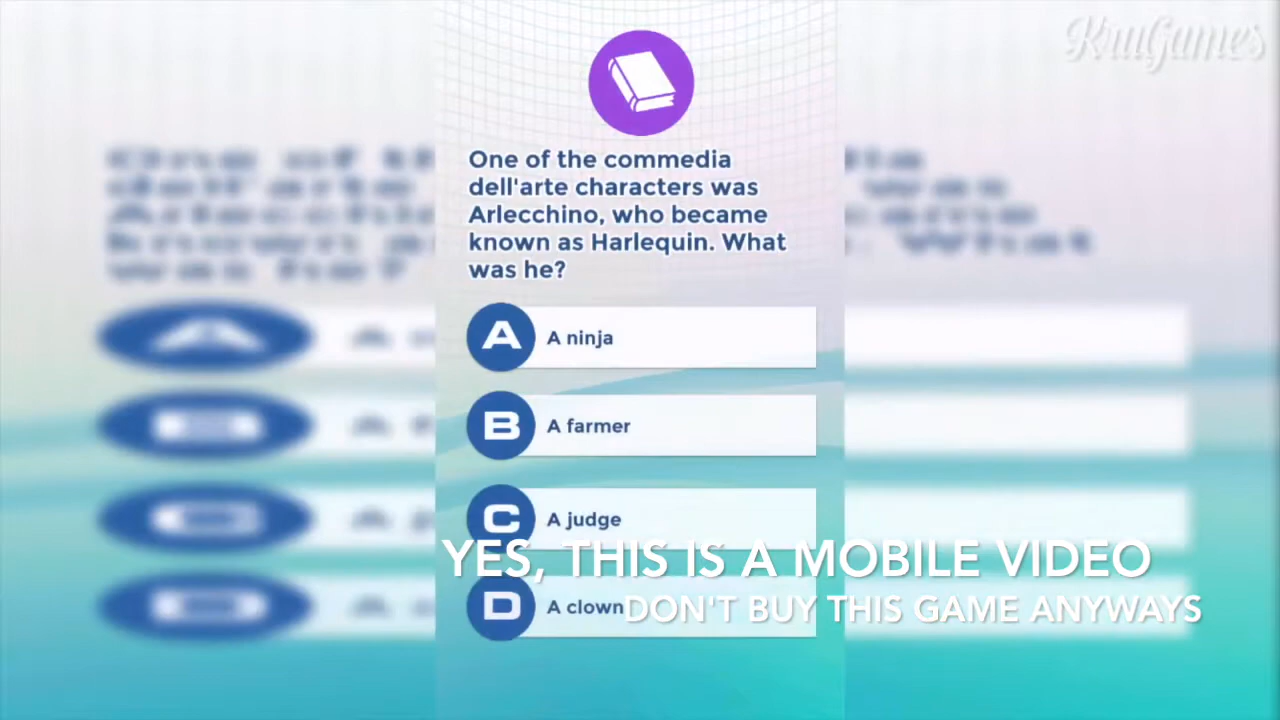 KruGames
One of the commedia
dell'arte characters was
Arlecchino, who became
known as Harlequin. What
was he?
A A ninja
B A farmer
C A judge
YES, THIS IS A MOBILE VIDEO
D A clown
DON'T BUY THIS GAME ANYWAYS